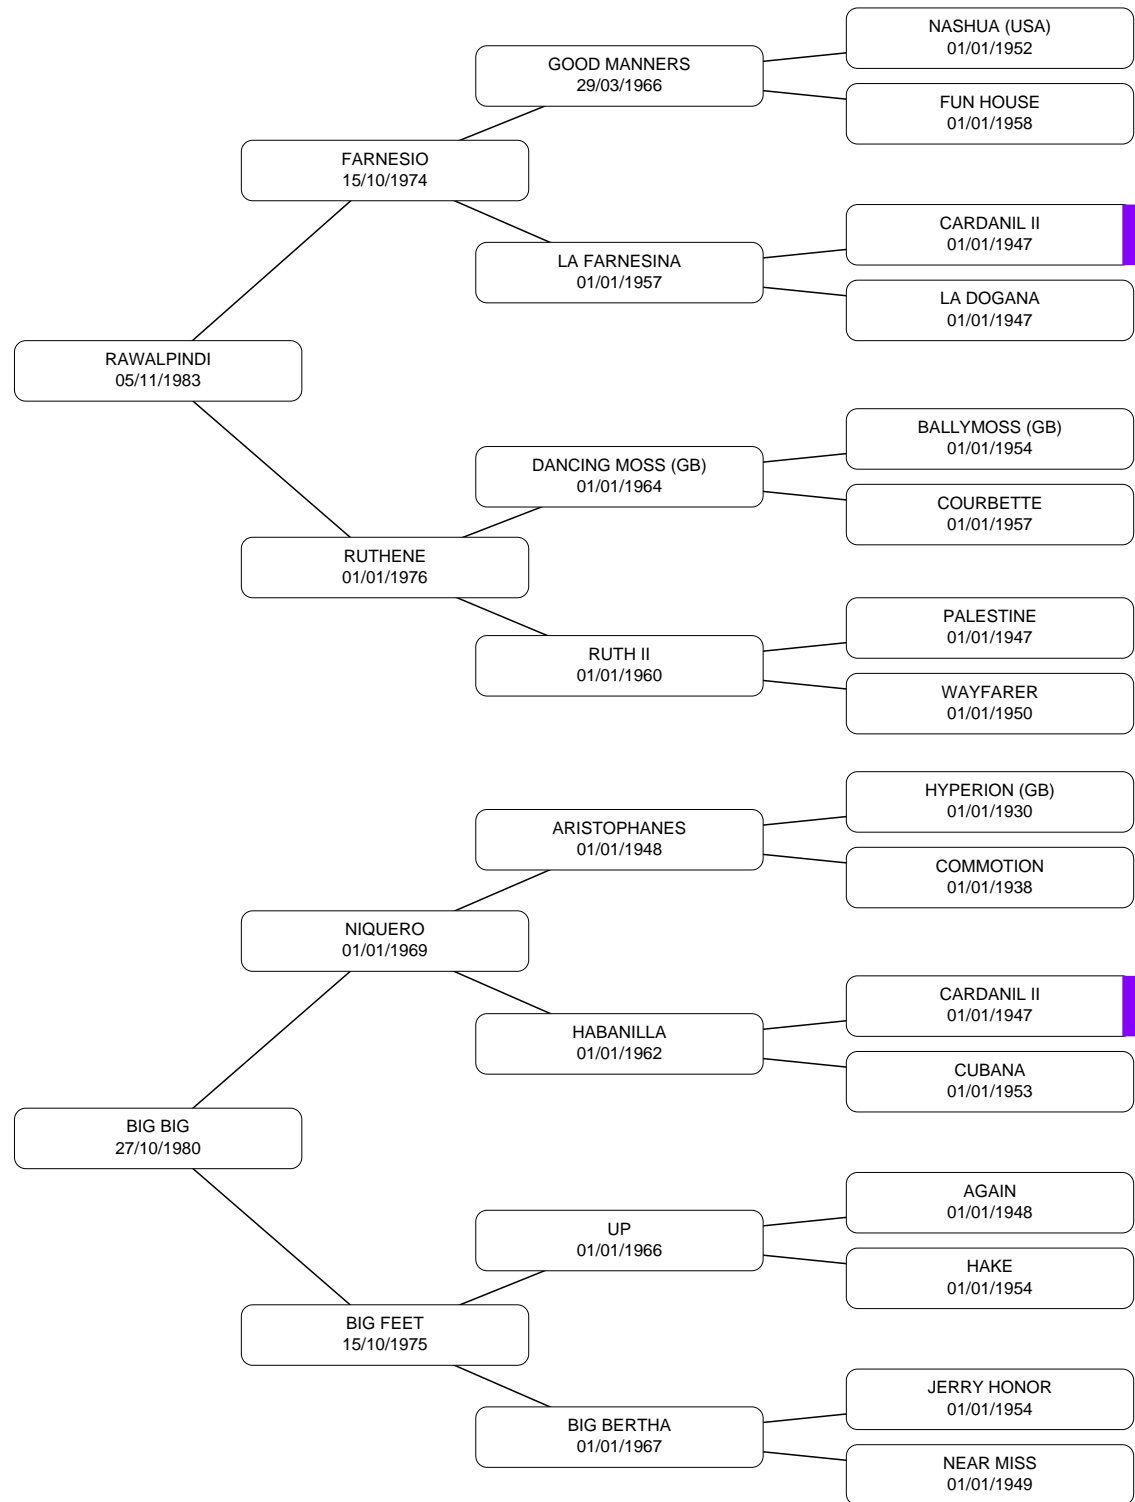 NASHUA (USA)
01/01/1952
GOOD MANNERS
29/03/1966
FUN HOUSE
01/01/1958
FARNESIO
15/10/1974
CARDANIL II
01/01/1947
LA FARNESINA
01/01/1957
LA DOGANA
01/01/1947
RAWALPINDI
05/11/1983
BALLYMOSS (GB)
01/01/1954
DANCING MOSS (GB)
01/01/1964
COURBETTE
01/01/1957
RUTHENE
01/01/1976
PALESTINE
01/01/1947
RUTH II
01/01/1960
WAYFARER
01/01/1950
HYPERION (GB)
01/01/1930
ARISTOPHANES
01/01/1948
COMMOTION
01/01/1938
NIQUERO
01/01/1969
CARDANIL II
01/01/1947
HABANILLA
01/01/1962
CUBANA
01/01/1953
BIG BIG
27/10/1980
AGAIN
01/01/1948
UP
01/01/1966
HAKE
01/01/1954
BIG FEET
15/10/1975
JERRY HONOR
01/01/1954
BIG BERTHA
01/01/1967
NEAR MISS
01/01/1949